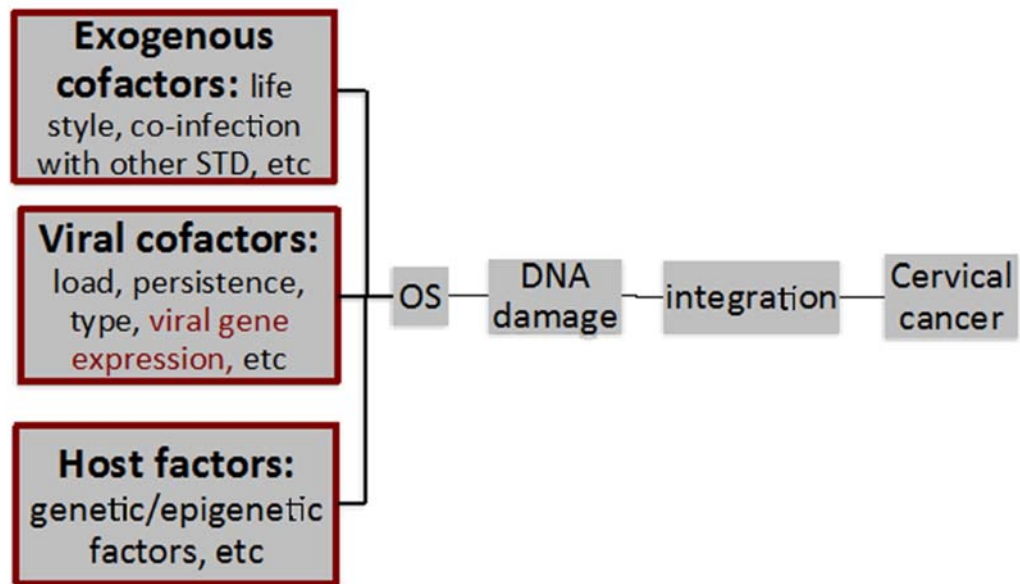 Exogenous
cofactors: life
style, co-infection
with other STD, etc
Viral cofactors:
load, persistence,
type, viral gene
expression, etc
Host factors:
genetic/epigenetic
factors, etc
OS
DNA
damage
integration
Cervical
cancer